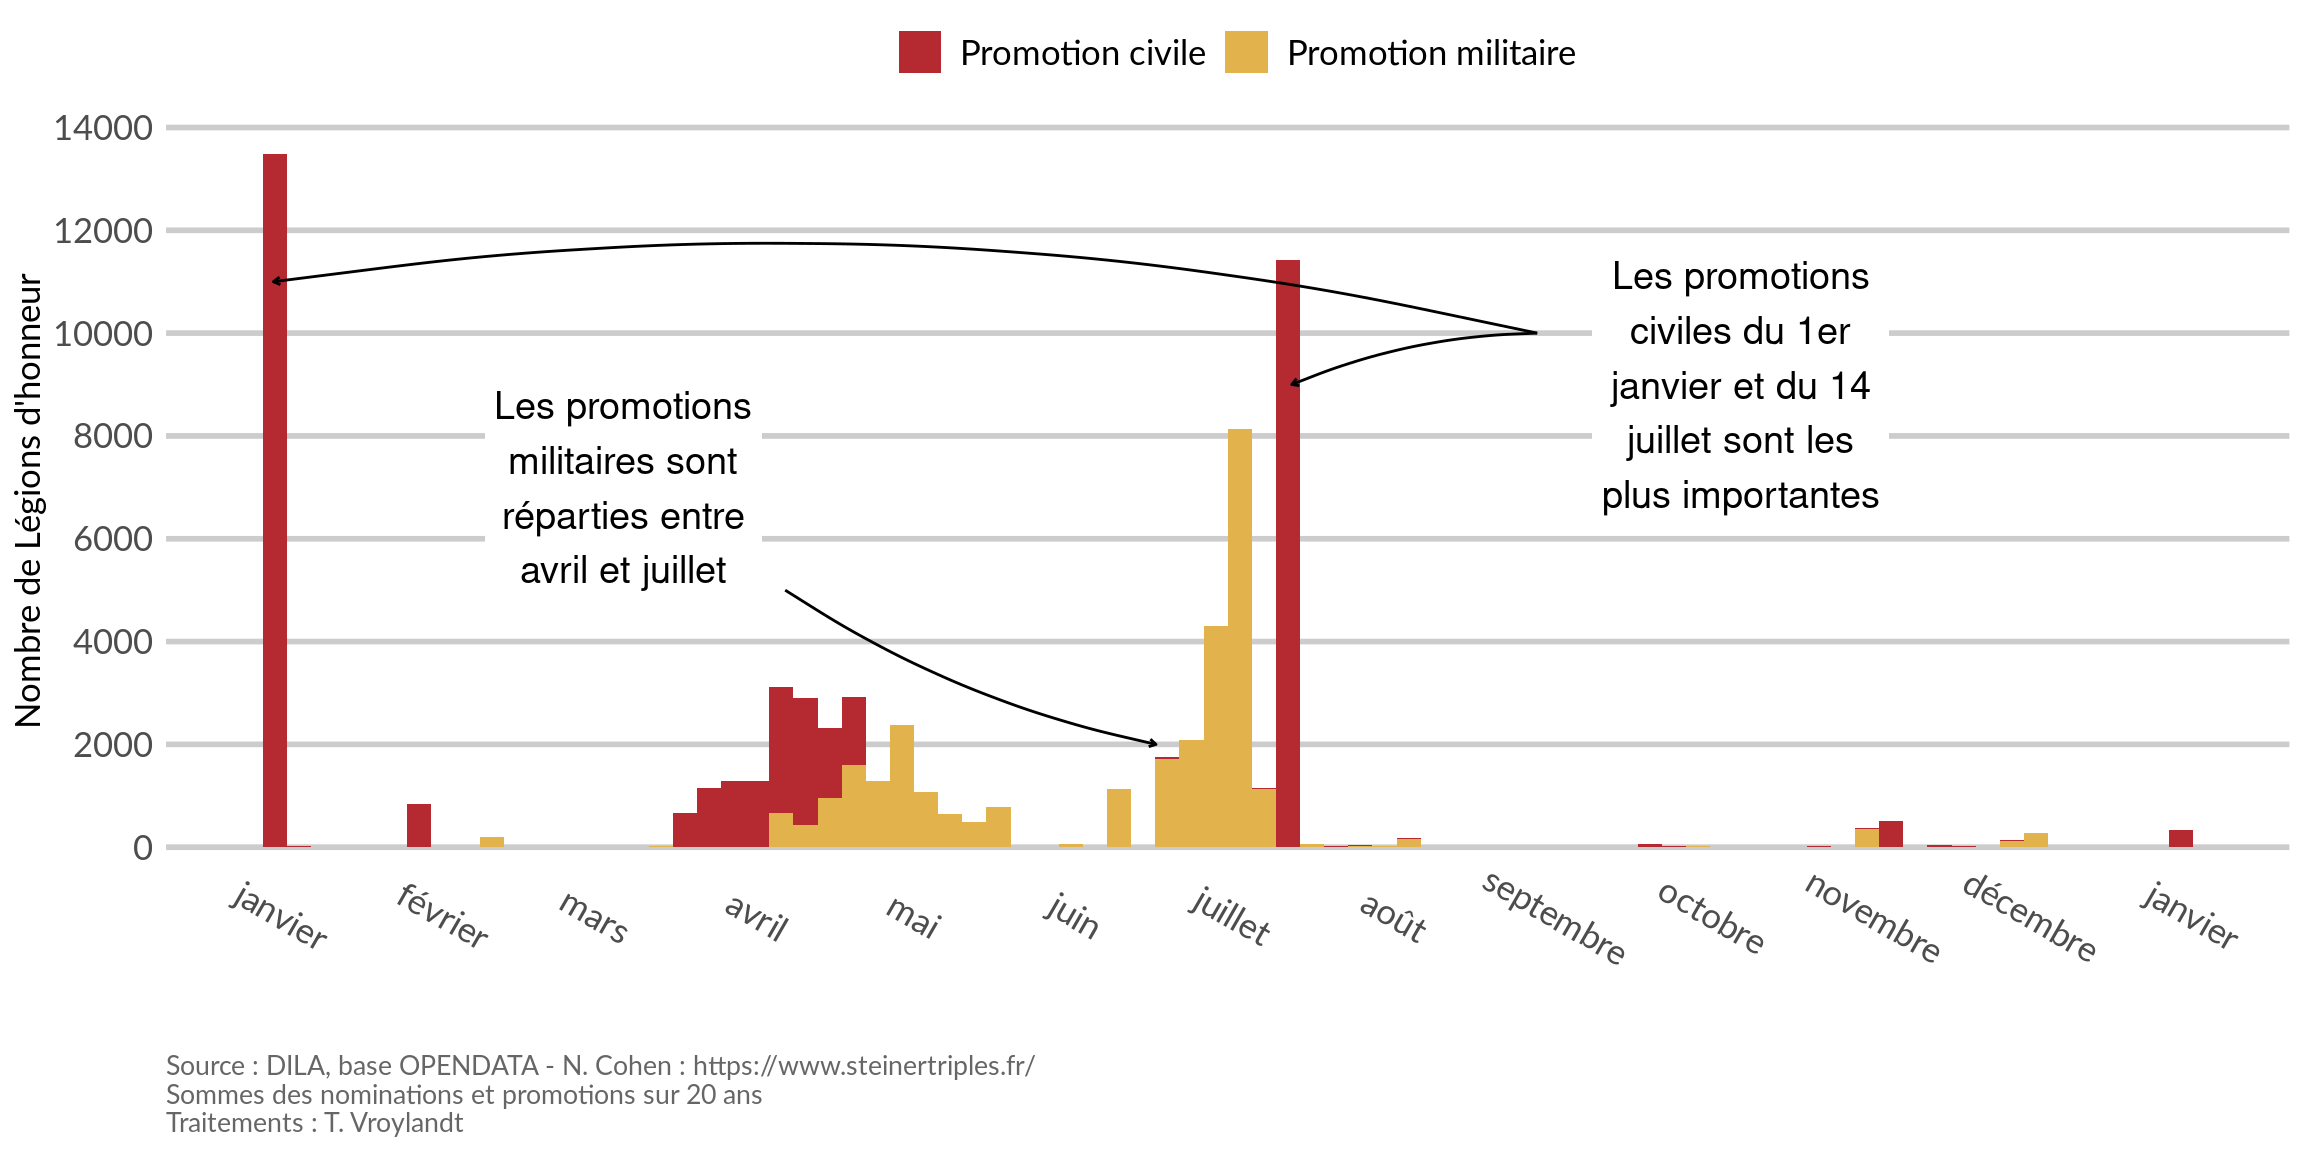 Promotion civile
Promotion militaire
14000
12000
10000
8000
6000
4000
2000
0
Nombre de Légions d'honneur
Les promotions
militaires sont
réparties entre
avril et juillet
Les promotions
civiles du 1er
janvier et du 14
juillet sont les
plus importantes
janvier
février
mars
avril
mai
juin
juillet
août
septembre
octobre
novembre
décembre
janvier
Source : DILA, base OPENDATA - N. Cohen : https://www.steinertriples.fr/
Sommes des nominations et promotions sur 20 ans
Traitements : T. Vroylandt